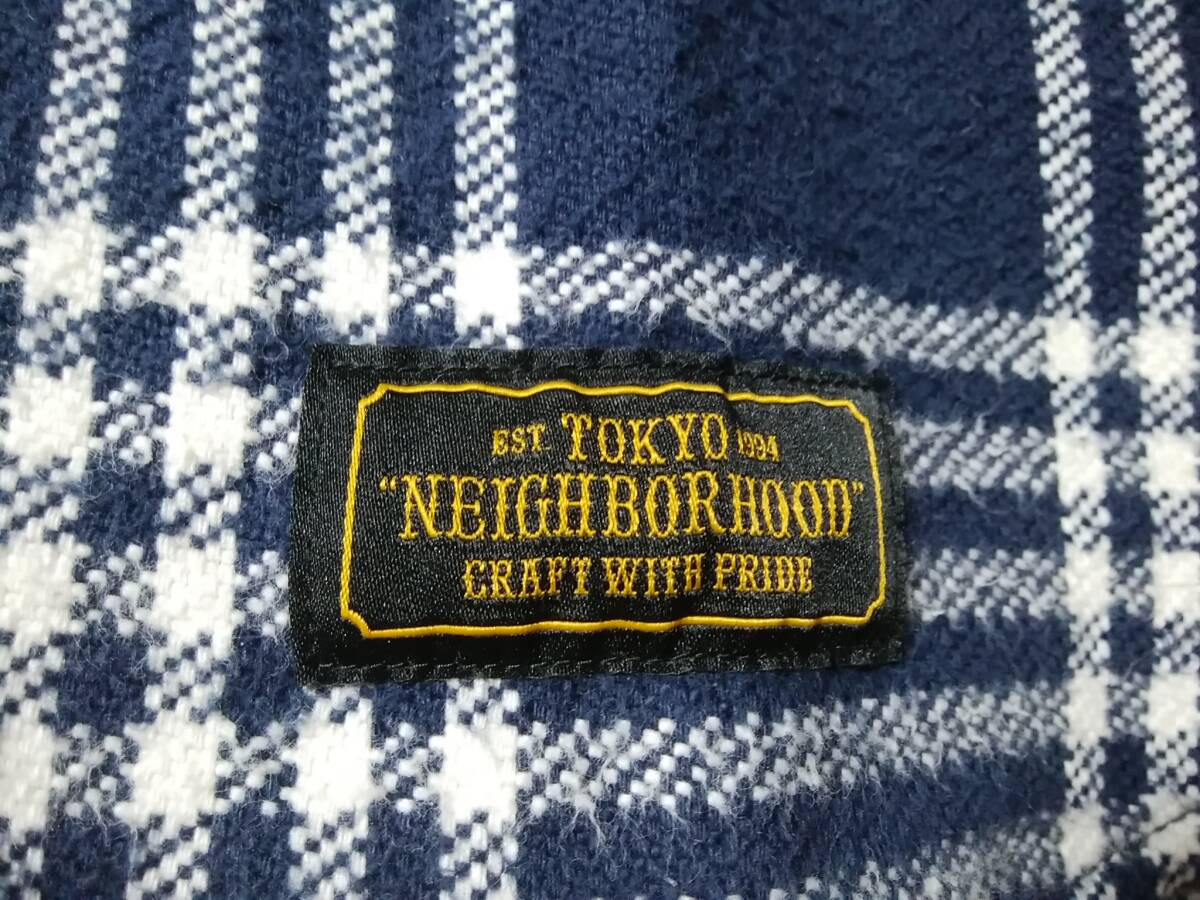 EST. TOKYO 1994
“NEIGHBORHOOD”
CRAFT WITH PRIDE